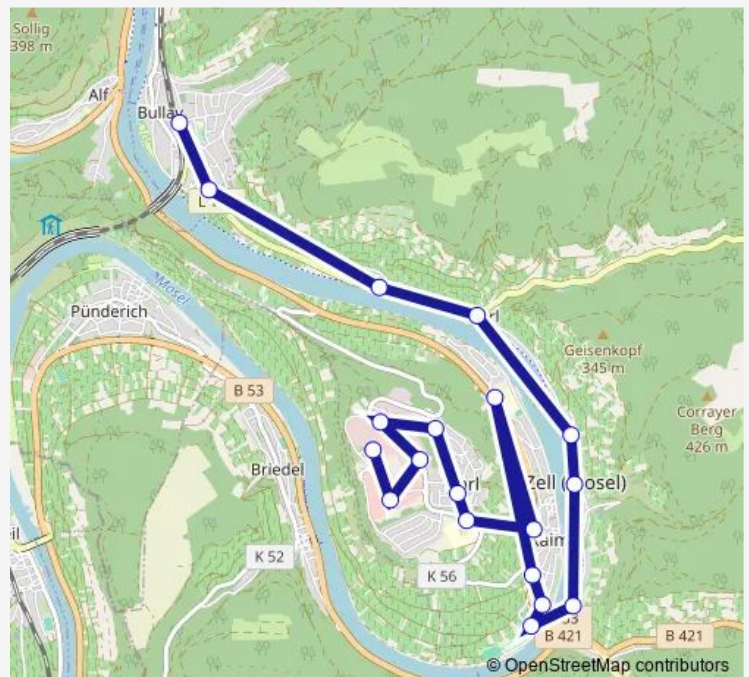 Sollig
398 m
Alf
Bullay
L
Mosel
Pünderich
Geisenkopf
345 m
B 53
Corrayer
Berg
426 m
Briedel
rl
Zell (Mosel)
K 52
K 56
B 421
B 421
© OpenStreetMap contributors